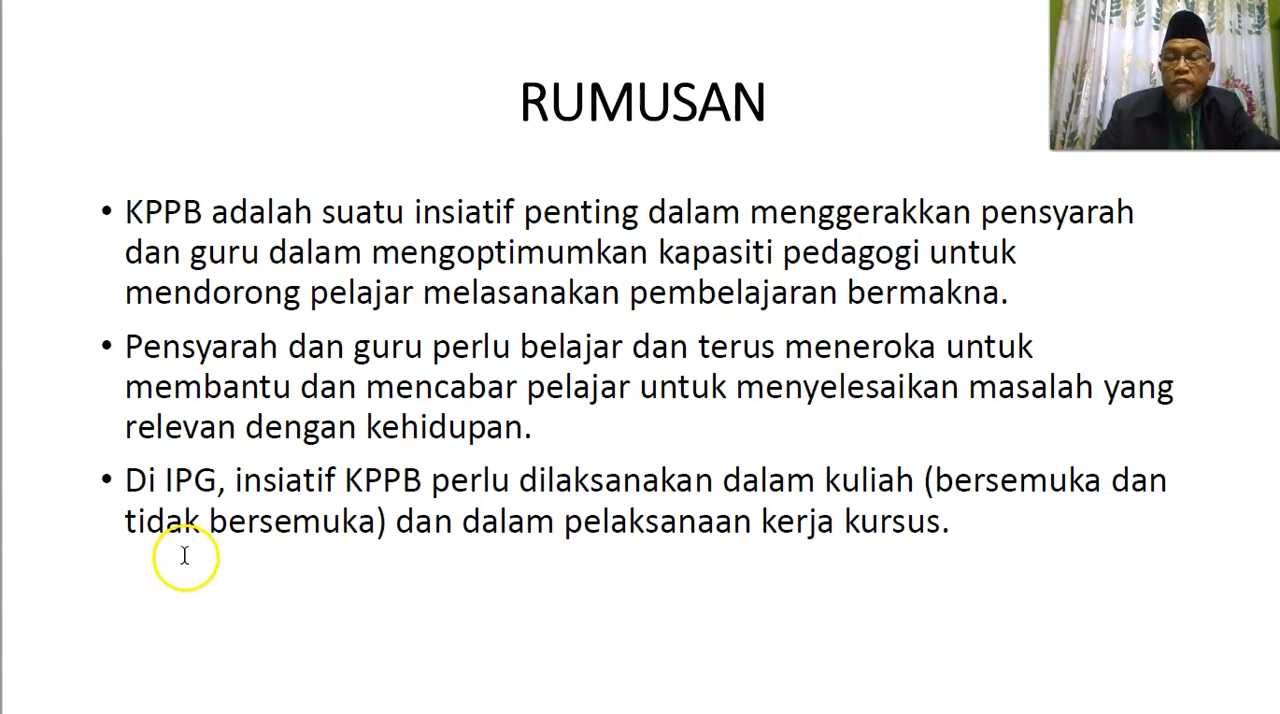 RUMUSAN
• KPPB adalah suatu insiatif penting dalam menggerakkan pensyarah
dan guru dalam mengoptimumkan kapasiti pedagogi untuk
mendorong pelajar melasanakan pembelajaran bermakna.
• Pensyarah dan guru perlu belajar dan terus meneroka untuk
membantu dan mencabar pelajar untuk menyelesaikan masalah yang
relevan dengan kehidupan.
• Di IPG, insiatif KPPB perlu dilaksanakan dalam kuliah (bersemuka dan
tidak bersemuka) dan dalam pelaksanaan kerja kursus.